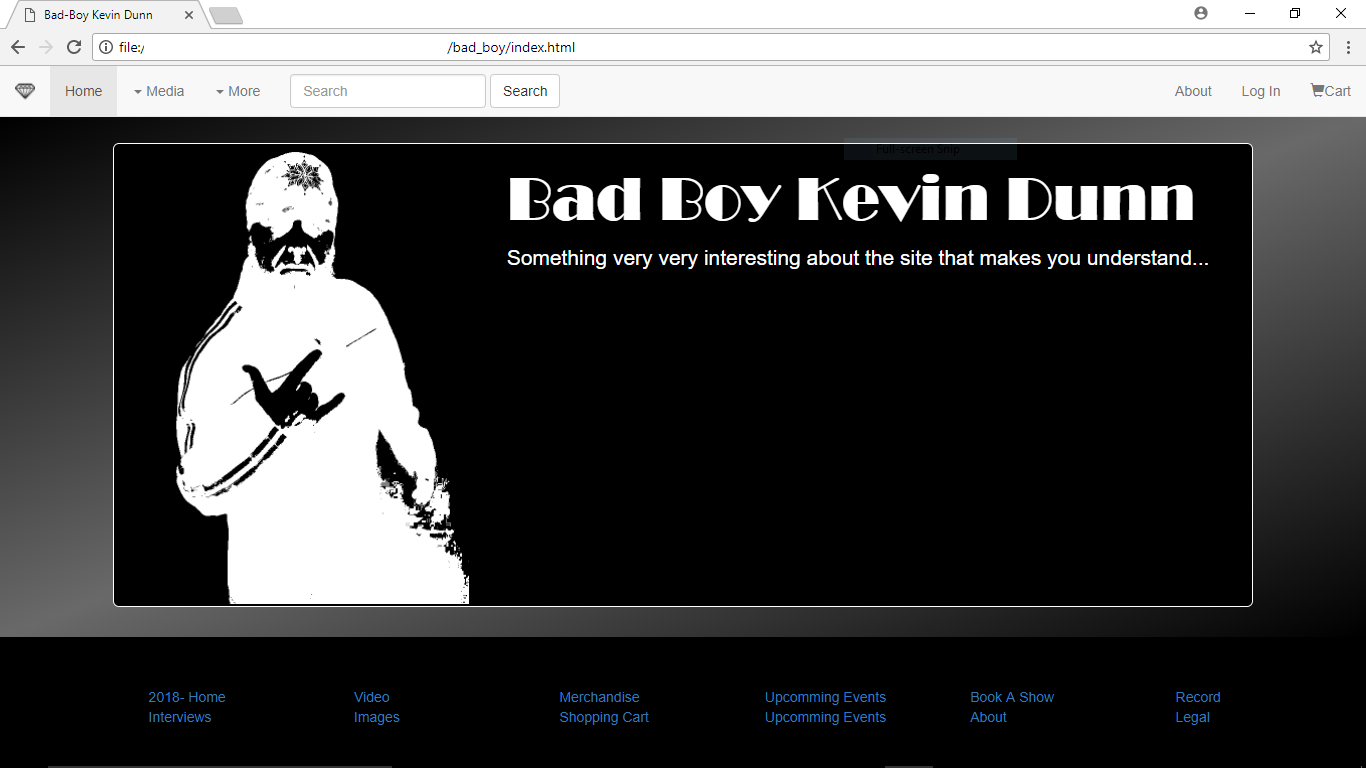 Bad-Boy Kevin Dunn
file:/ /bad_boy/index.html
Home Media More Search Search About Log In Cart
Full-screen Snip
Bad Boy Kevin Dunn
Something very very interesting about the site that makes you understand...
2018- Home Video Merchandise Upcomming Events Book A Show Record
Interviews Images Shopping Cart Upcomming Events About Legal